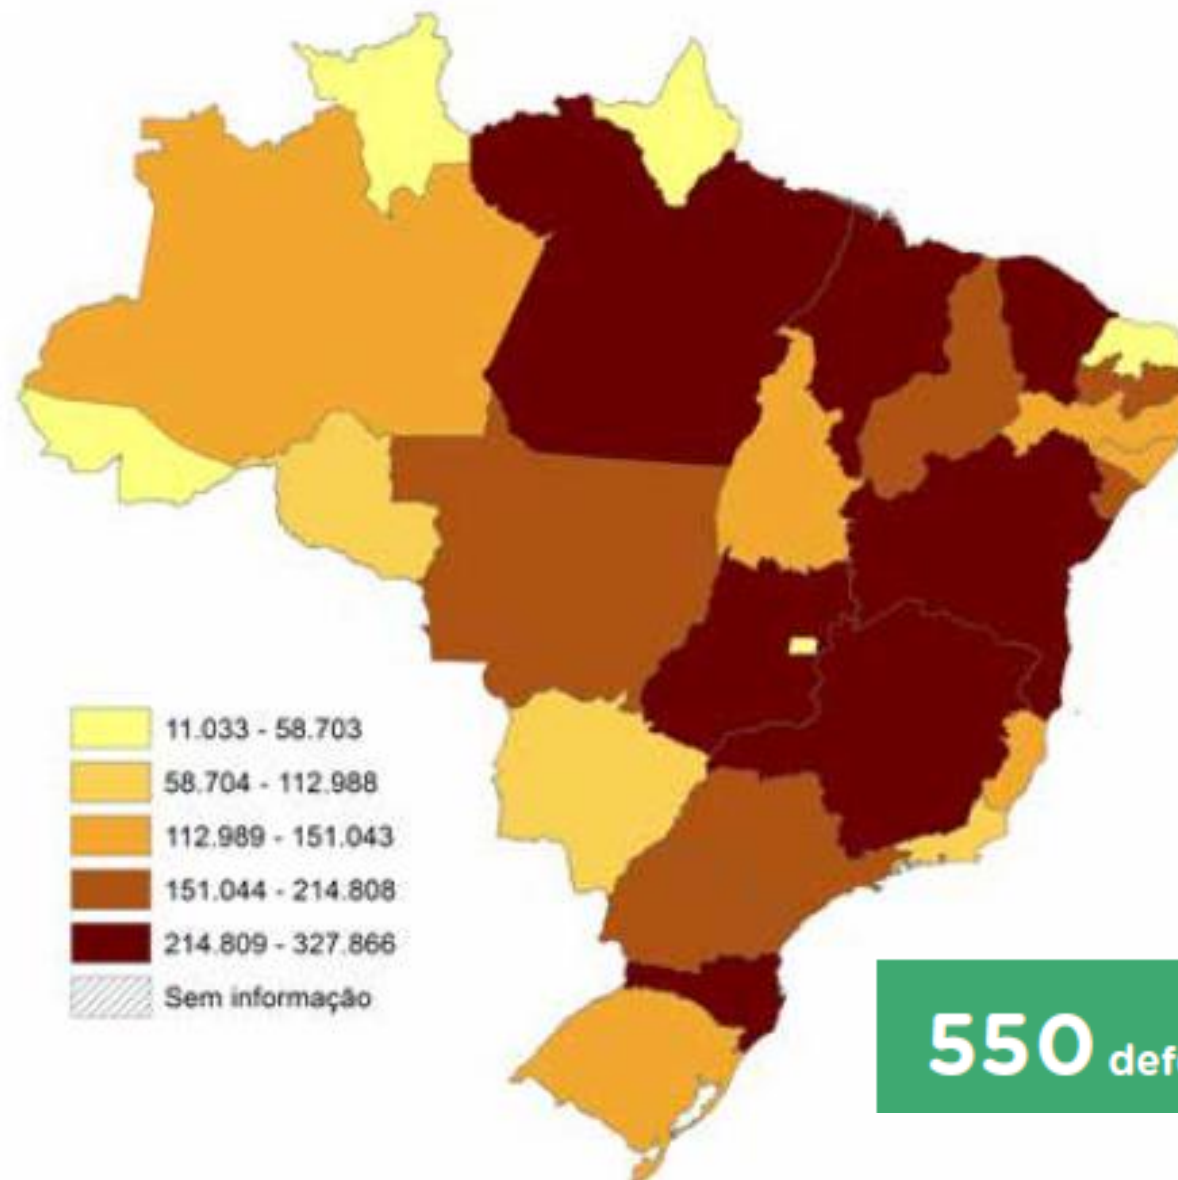 11.033 - 58.703
58.704 - 112.988
112.989 - 151.043
151.044 - 214.808
214.809 - 327.866
Sem informação
550